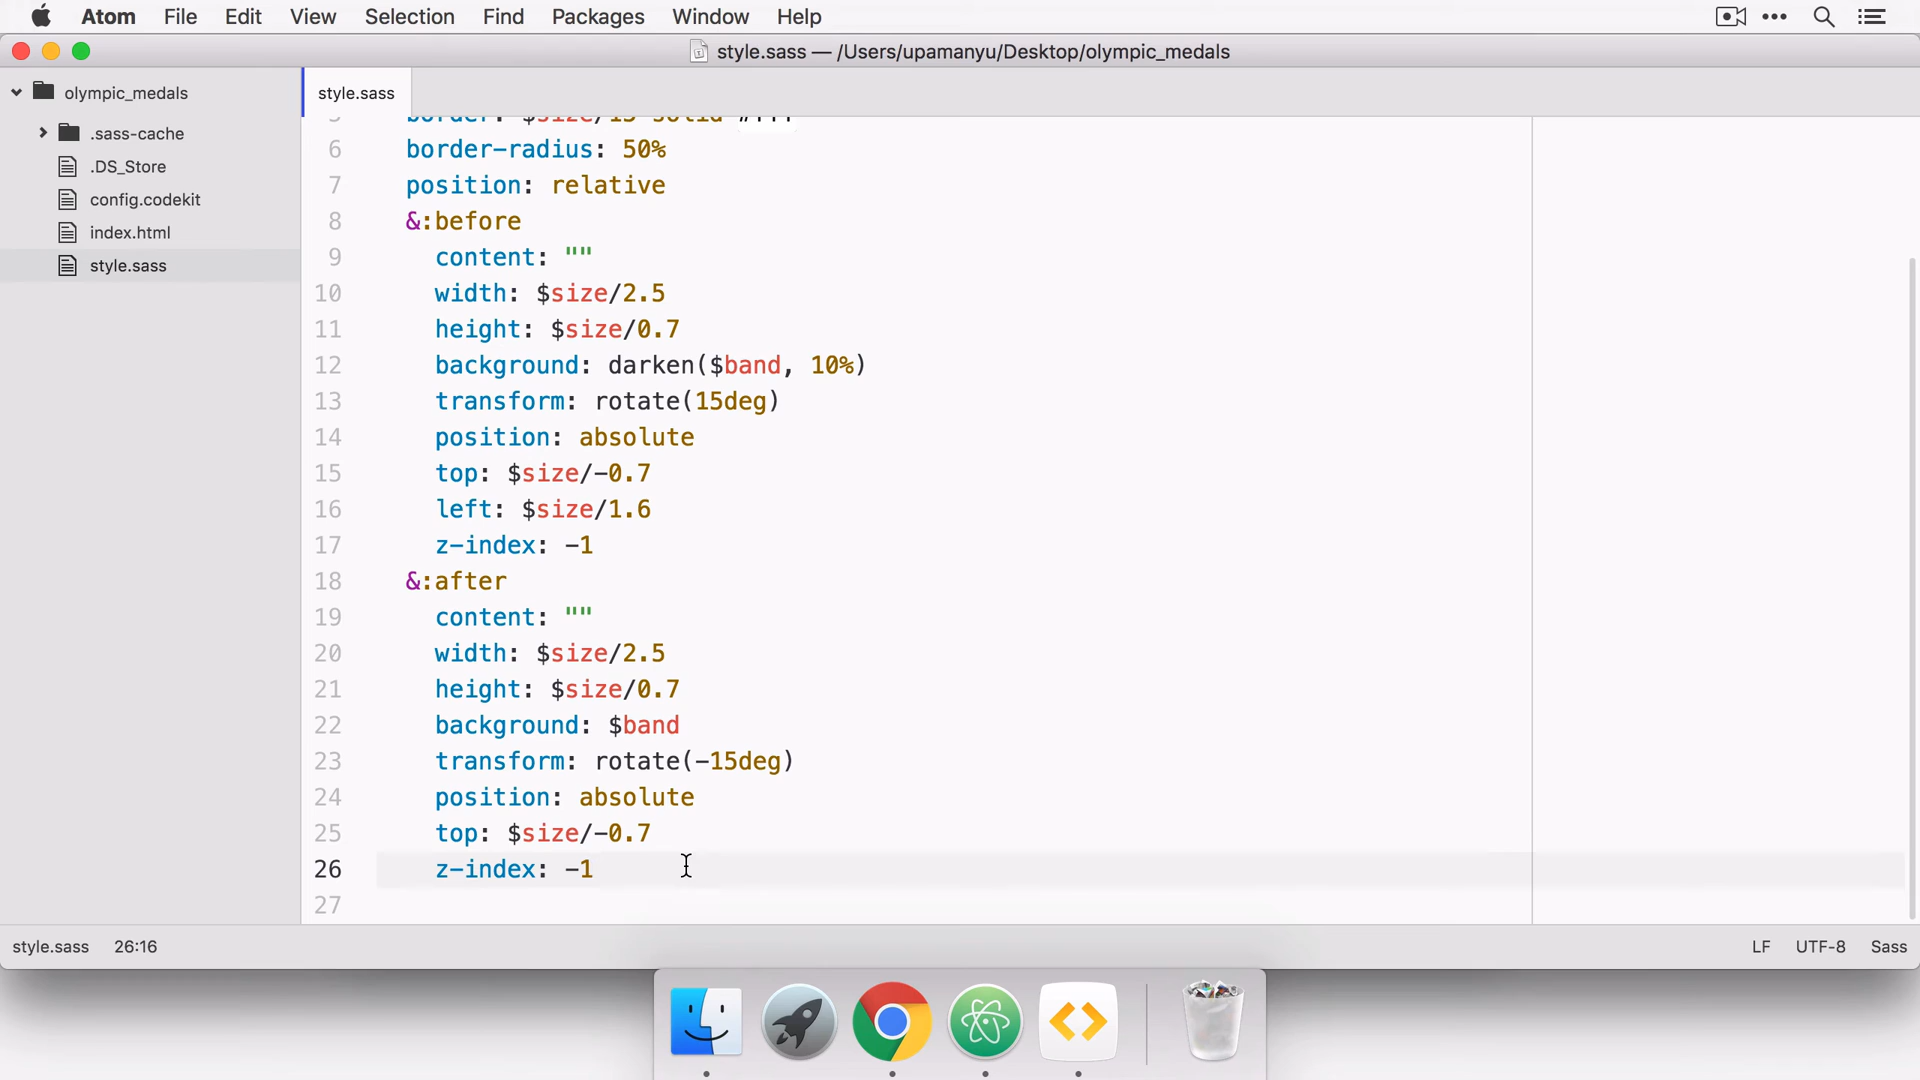 Atom File Edit View Selection Find Packages Window Help
style.sass — /Users/upamanyu/Desktop/olympic_medals
olympic_medals
.sass-cache
.DS_Store
config.codekit
index.html
style.sass
style.sass
5 border: $size/15 solid #fff
6 border-radius: 50%
7 position: relative
8 &:before
9 content: ""
10 width: $size/2.5
11 height: $size/0.7
12 background: darken($band, 10%)
13 transform: rotate(15deg)
14 position: absolute
15 top: $size/-0.7
16 left: $size/1.6
17 z-index: -1
18 &:after
19 content: ""
20 width: $size/2.5
21 height: $size/0.7
22 background: $band
23 transform: rotate(-15deg)
24 position: absolute
25 top: $size/-0.7
26 z-index: -1
27
style.sass 26:16 LF UTF-8 Sass